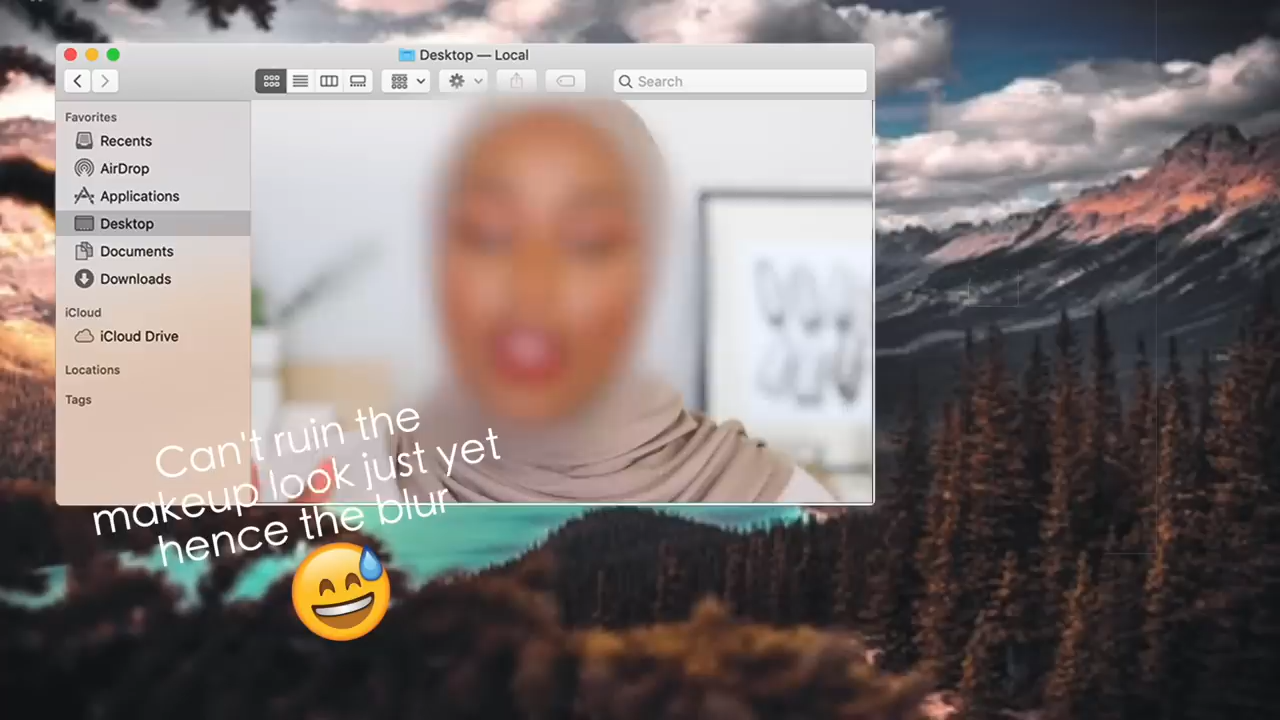 Desktop — Local
Search
Favorites
Recents
AirDrop
Applications
Desktop
Documents
Downloads
iCloud
iCloud Drive
Locations
Tags
Can't ruin the
makeup look just yet
hence the blur